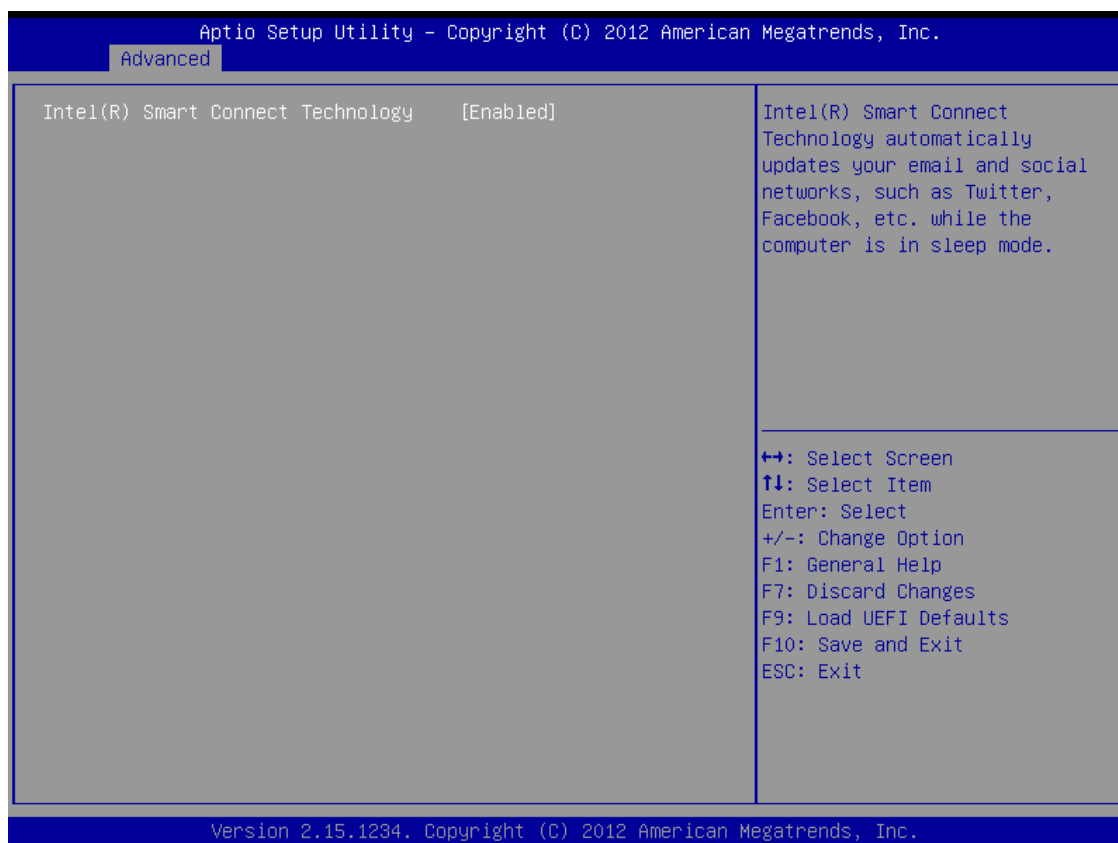 Aptio Setup Utility – Copyright (C) 2012 American Megatrends, Inc.
Advanced
Intel(R) Smart Connect Technology [Enabled]
Intel(R) Smart Connect
Technology automatically
updates your email and social
networks, such as Twitter,
Facebook, etc. while the
computer is in sleep mode.
↔: Select Screen
↑↓: Select Item
Enter: Select
+/-: Change Option
F1: General Help
F7: Discard Changes
F9: Load UEFI Defaults
F10: Save and Exit
ESC: Exit
Version 2.15.1234. Copyright (C) 2012 American Megatrends, Inc.